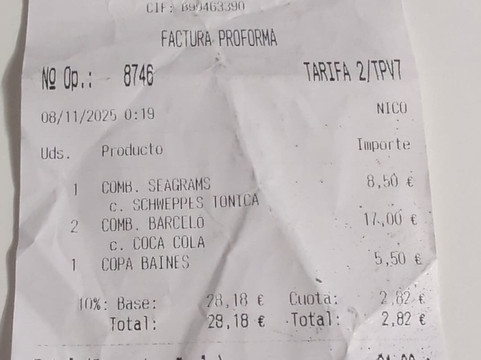 CIF: B90463390
FACTURA PROFORMA
Nº Op.: 8746 TARIFA 2/TPV7
08/11/2025 0:19 NICO
Uds. Producto Importe
1 COMB. SEAGRAMS 8,50 €
c. SCHWEPPES TONICA
2 COMB. BARCELO 17,00 €
c. COCA COLA
1 COPA BAINES 5,50 €
10%: Base: 28,18 € Cuota: 2,82 €
Total: 28,18 € Total: 2,82 €